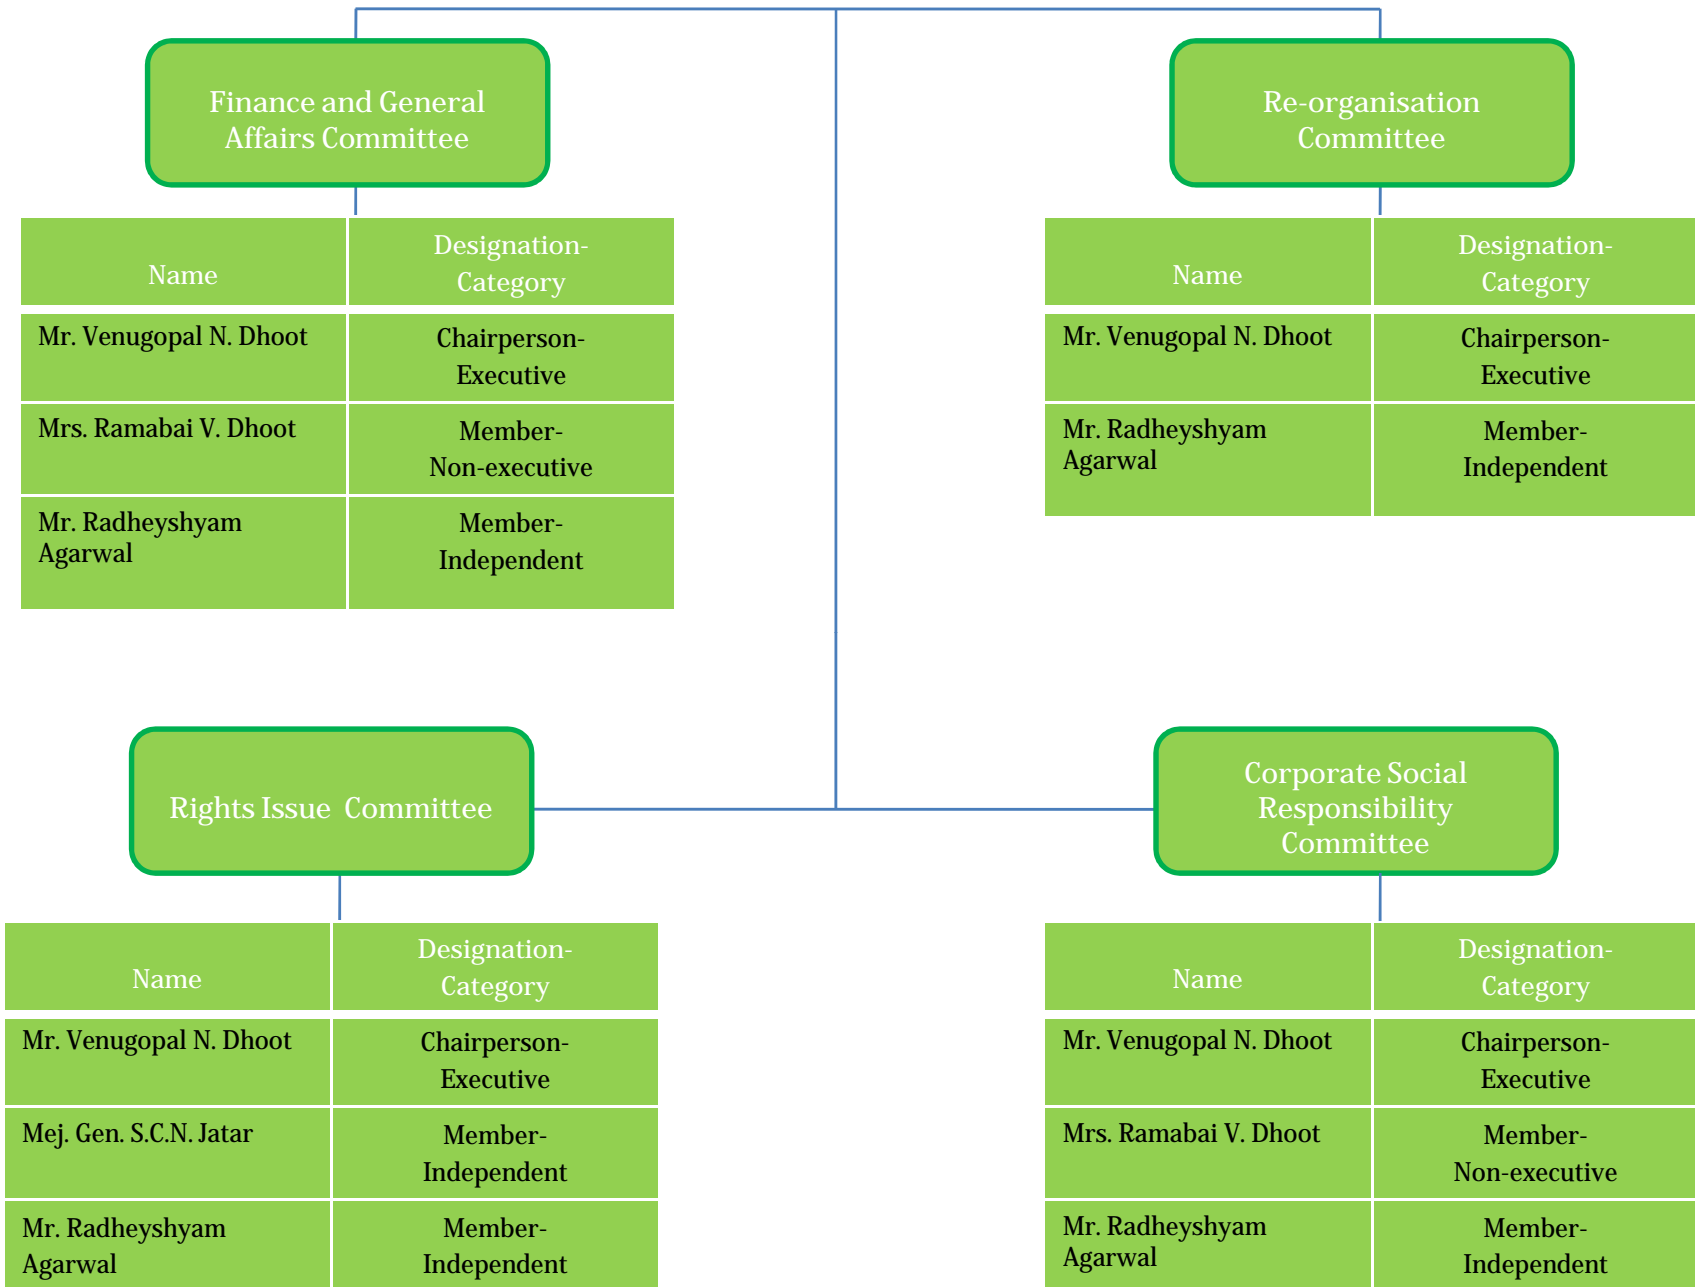 Finance and General
Affairs Committee
Name
Designation-
Category
Mr. Venugopal N. Dhoot
Chairperson-
Executive
Mrs. Ramabai V. Dhoot
Member-
Non-executive
Mr. Radheyshyam
Agarwal
Member-
Independent
Re-organisation
Committee
Name
Designation-
Category
Mr. Venugopal N. Dhoot
Chairperson-
Executive
Mr. Radheyshyam
Agarwal
Member-
Independent
Rights Issue  Committee
Name
Designation-
Category
Mr. Venugopal N. Dhoot
Chairperson-
Executive
Mej. Gen. S.C.N. Jatar
Member-
Independent
Mr. Radheyshyam
Agarwal
Member-
Independent
Corporate Social
Responsibility
Committee
Name
Designation-
Category
Mr. Venugopal N. Dhoot
Chairperson-
Executive
Mrs. Ramabai V. Dhoot
Member-
Non-executive
Mr. Radheyshyam
Agarwal
Member-
Independent